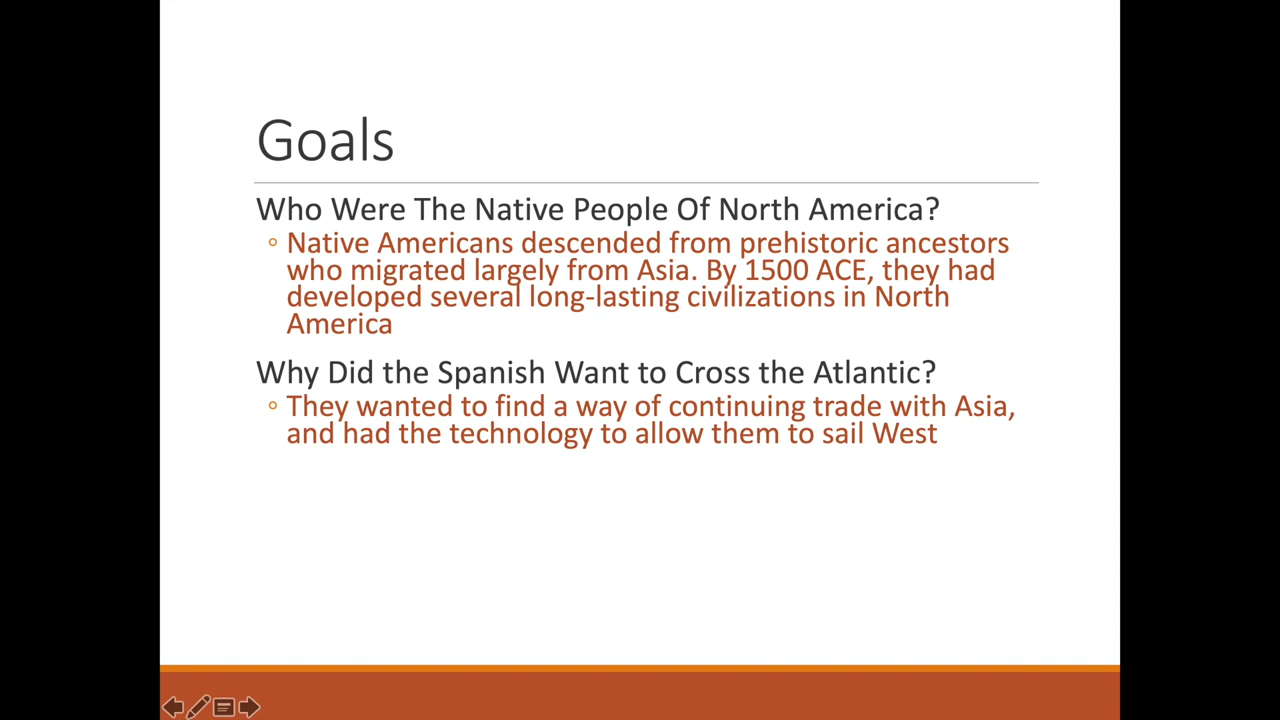 Goals
Who Were The Native People Of North America?
◦ Native Americans descended from prehistoric ancestors
who migrated largely from Asia. By 1500 ACE, they had
developed several long-lasting civilizations in North
America
Why Did the Spanish Want to Cross the Atlantic?
◦ They wanted to find a way of continuing trade with Asia,
and had the technology to allow them to sail West